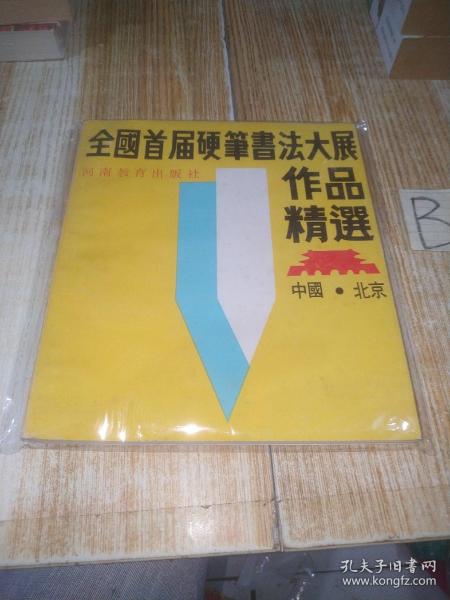 全國首届硬筆書法大展
河南教育出版社
作品
精選
中國·北京
B
孔夫子旧书网
www.kongfz.com